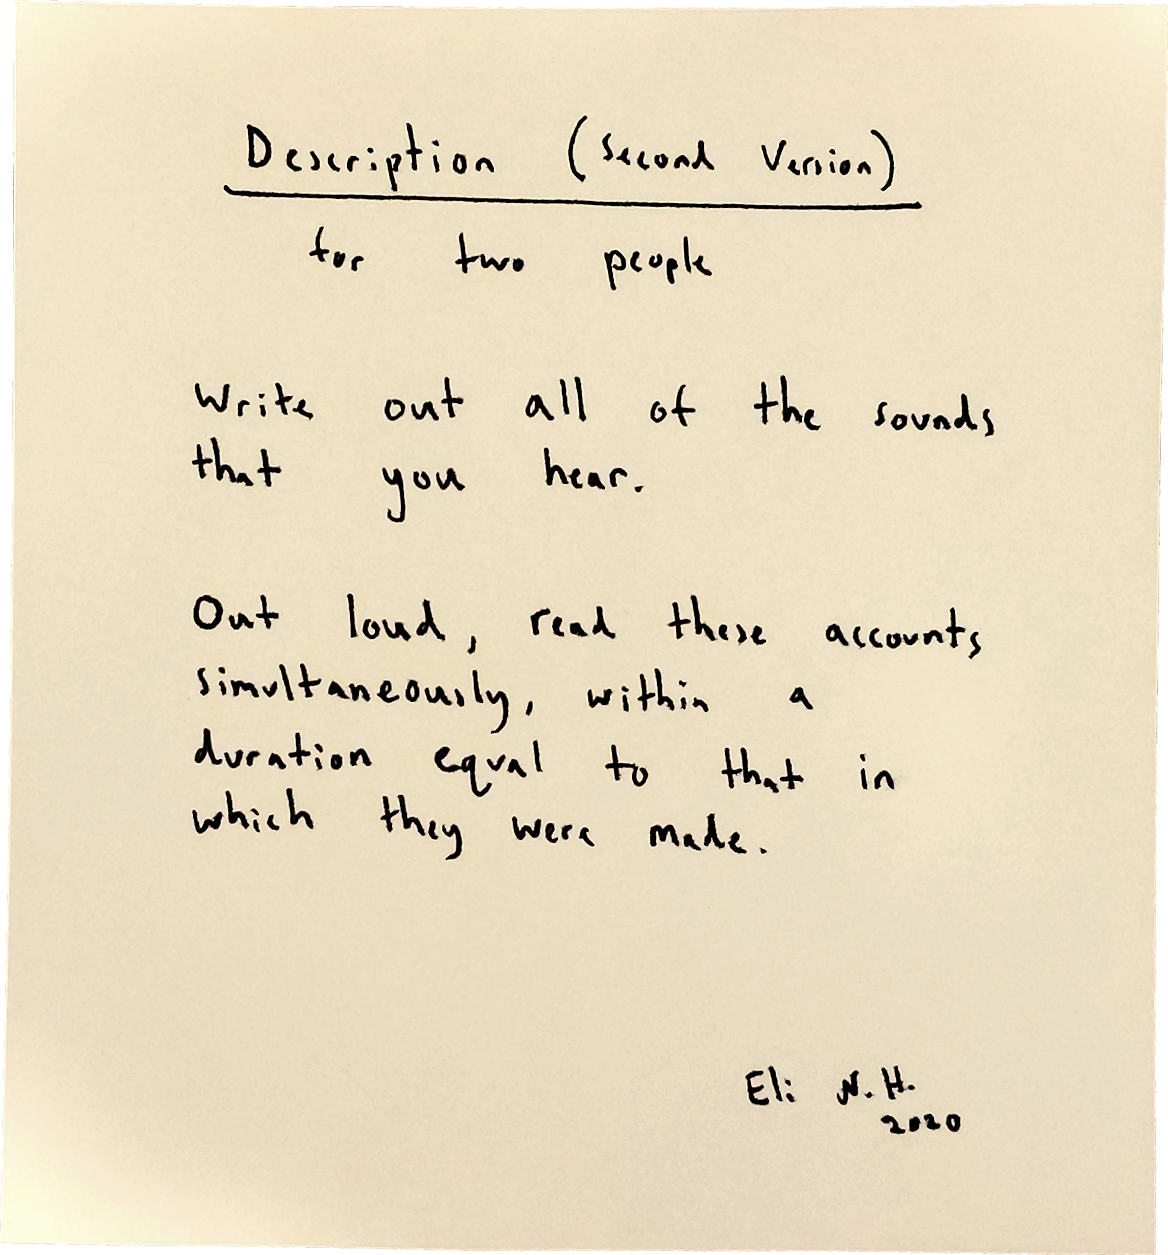 Description (Second Version)
for two people
Write out all of the sounds
that you hear.
Out loud, read these accounts
simultaneously, within a
duration equal to that in
which they were made.
Eli N.H.
2020